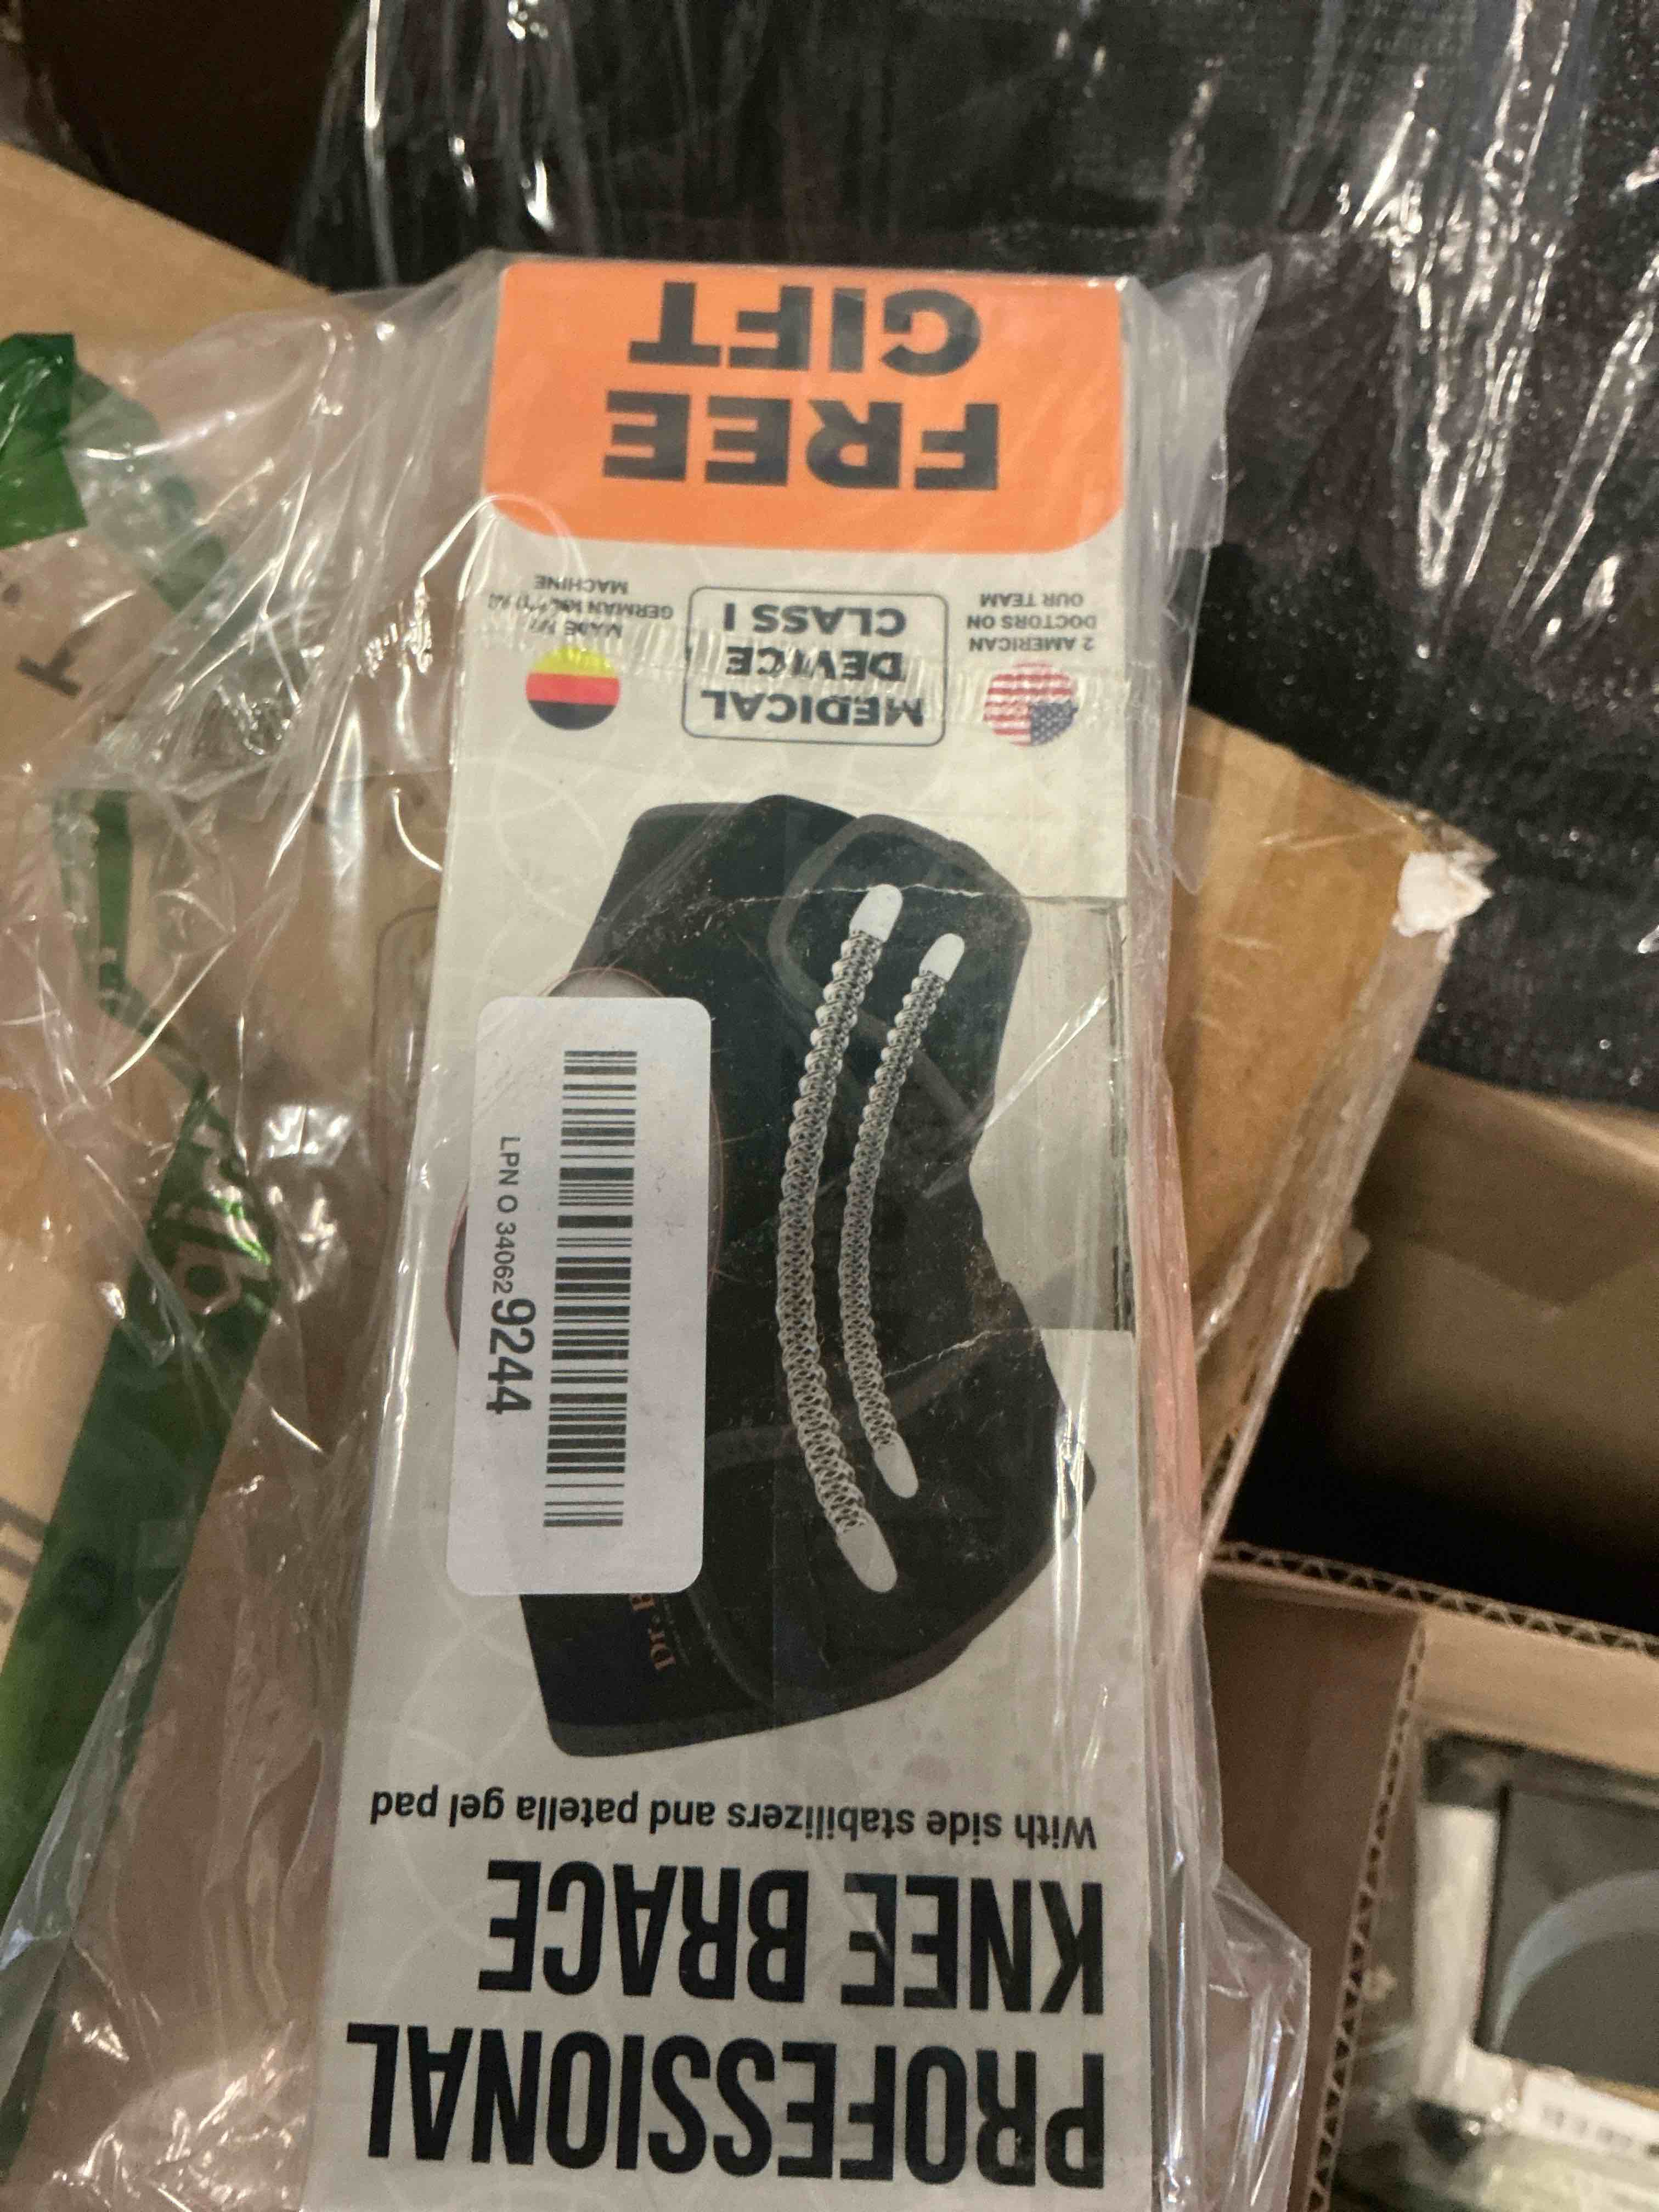 PROFESSIONAL
KNEE BRACE
With side stabilizers and patella gel pad
Dr.
LPN O 340629244
2 AMERICAN
DOCTORS ON
OUR TEAM
MEDICAL
DEVICE
CLASS I
MADE
GERMAN
MACHINE
FREE
GIFT